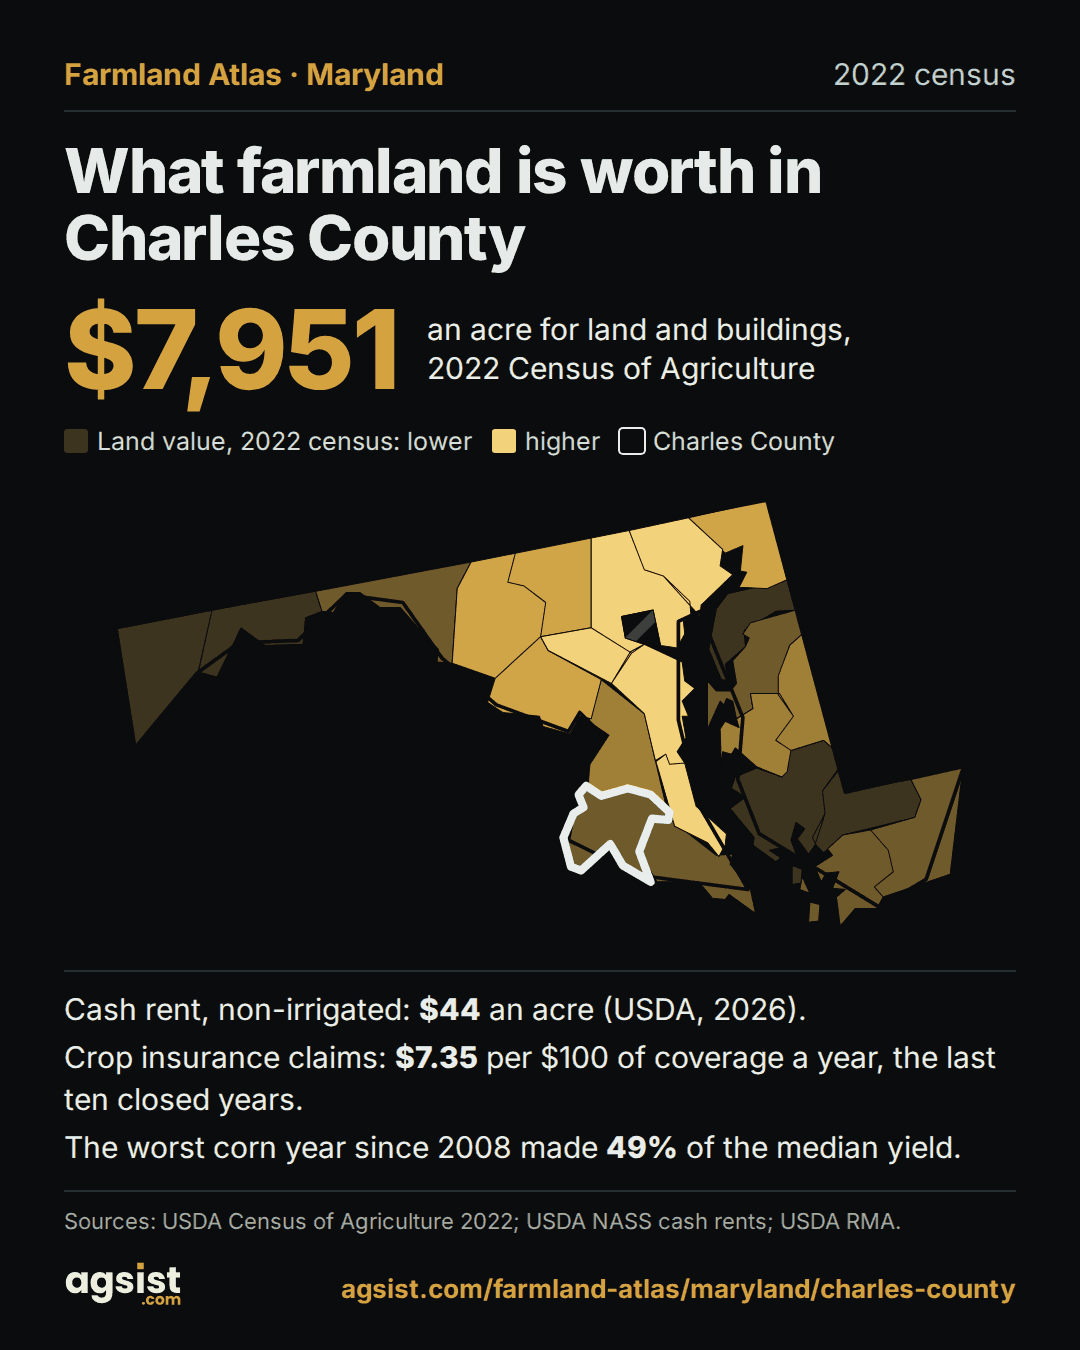 Farmland Atlas · Maryland
2022 census
What farmland is worth in
Charles County
$7,951
an acre for land and buildings,
2022 Census of Agriculture
Land value, 2022 census: lower
higher
Charles County
Cash rent, non-irrigated: $44 an acre (USDA, 2026).
Crop insurance claims: $7.35 per $100 of coverage a year, the last
ten closed years.
The worst corn year since 2008 made 49% of the median yield.
Sources: USDA Census of Agriculture 2022; USDA NASS cash rents; USDA RMA.
agsist
.com
agsist.com/farmland-atlas/maryland/charles-county